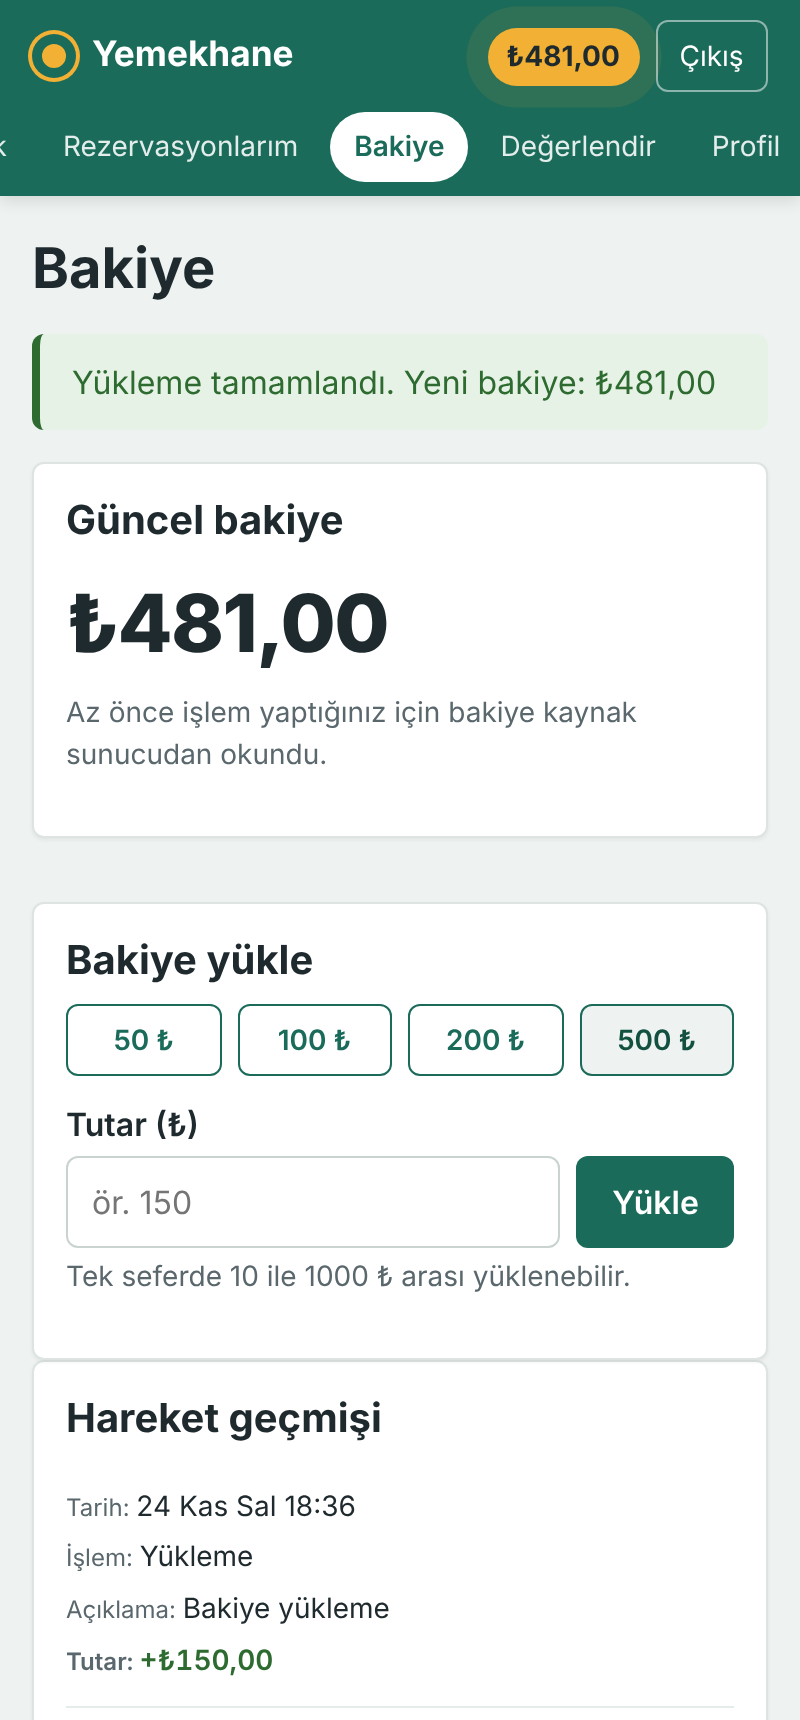 Yemekhane
₺481,00
Çıkış
Rezervasyonlarım
Bakiye
Değerlendir
Profil
Bakiye
Yükleme tamamlandı. Yeni bakiye: ₺481,00
Güncel bakiye
₺481,00
Az önce işlem yaptığınız için bakiye kaynak
sunucudan okundu.
Bakiye yükle
50 ₺
100 ₺
200 ₺
500 ₺
Tutar (₺)
ör. 150
Yükle
Tek seferde 10 ile 1000 ₺ arası yüklenebilir.
Hareket geçmişi
Tarih: 24 Kas Sal 18:36
İşlem: Yükleme
Açıklama: Bakiye yükleme
Tutar: +₺150,00